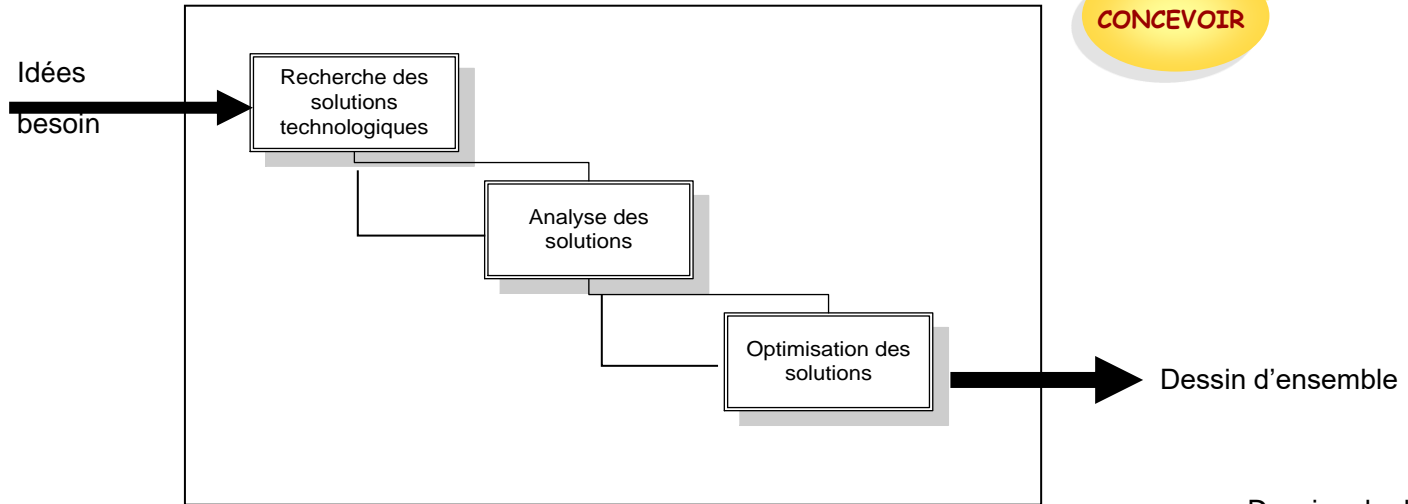 CONCEVOIR
Idées
besoin
Recherche des
solutions
technologiques
Analyse des
solutions
Optimisation des
solutions
Dessin d’ensemble